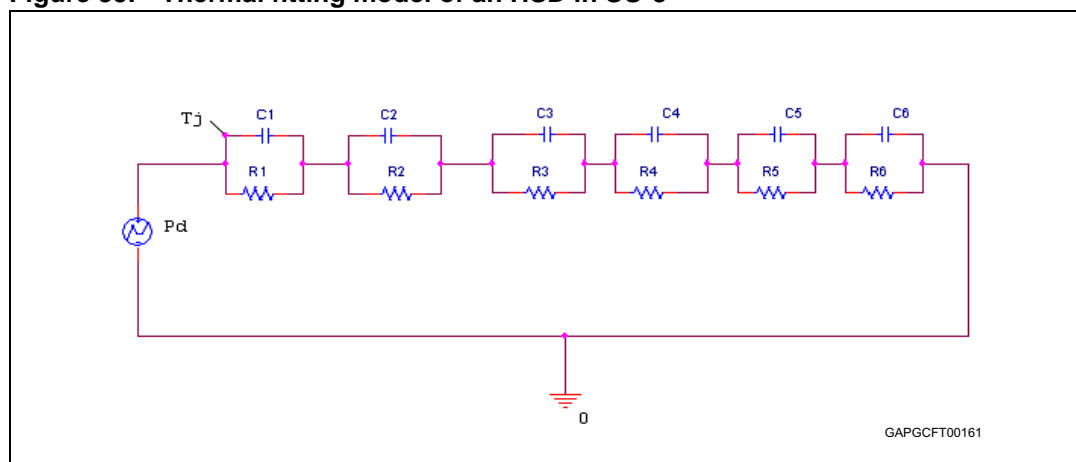 Figure Thermal fitting model of an HSD in SO-8
Tj
C1 C2 C3 C4 C5 C6
R1 R2 R3 R4 R5 R6
Pd
0
GAPGCFT00161